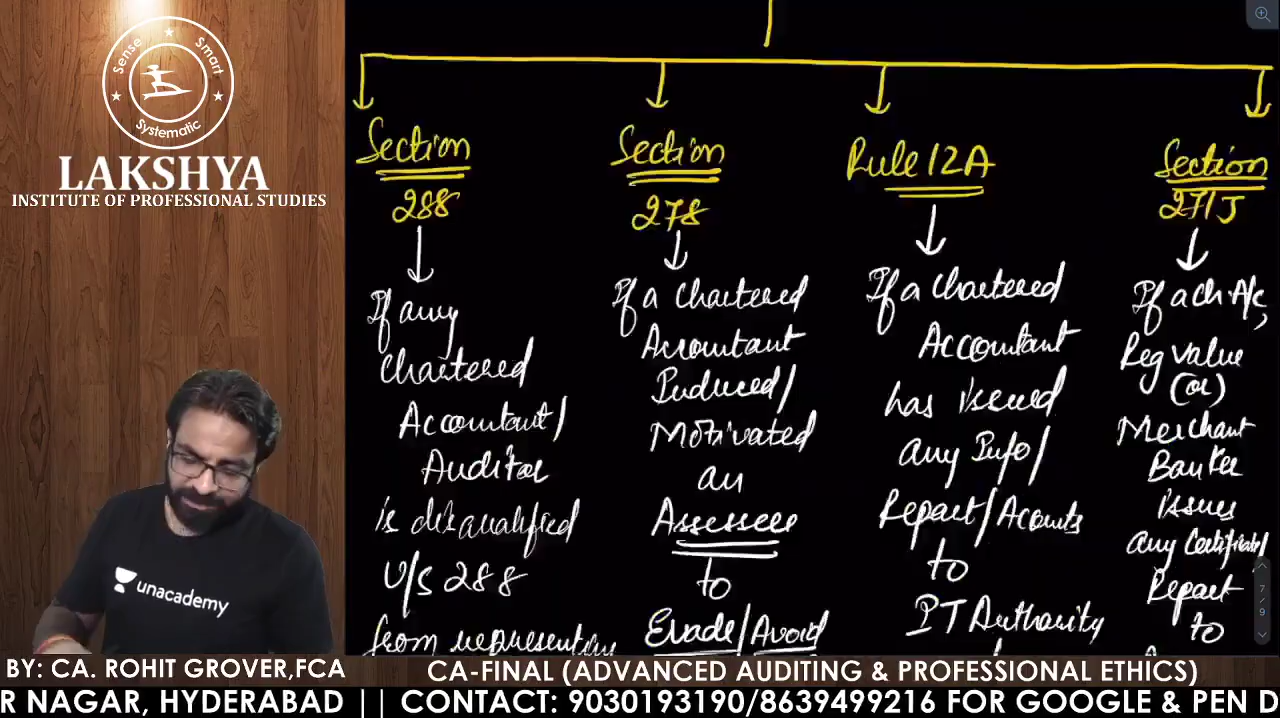 Sense
Smart
Systematic
LAKSHYA
INSTITUTE OF PROFESSIONAL STUDIES
unacademy
Section
288
If any
Chartered
Accountant/
Auditor
is disqualified
U/s 288
from
Section
278
If a Chartered
Accountant
Induced/
Motivated
an
Assessee
to
Evade/Avoid
Rule 12A
If a Chartered
Accountant
has issued
any Info/
Report/Accounts
to
IT Authority
Section
271J
If a ch A/c,
Reg value
(or)
Merchant
Banker
issues
any Certificate/
Report
to
7
/
9
BY: CA. ROHIT GROVER,FCA
CA-FINAL (ADVANCED AUDITING & PROFESSIONAL ETHICS)
R NAGAR, HYDERABAD || CONTACT: 9030193190/8639499216 FOR GOOGLE & PEN D